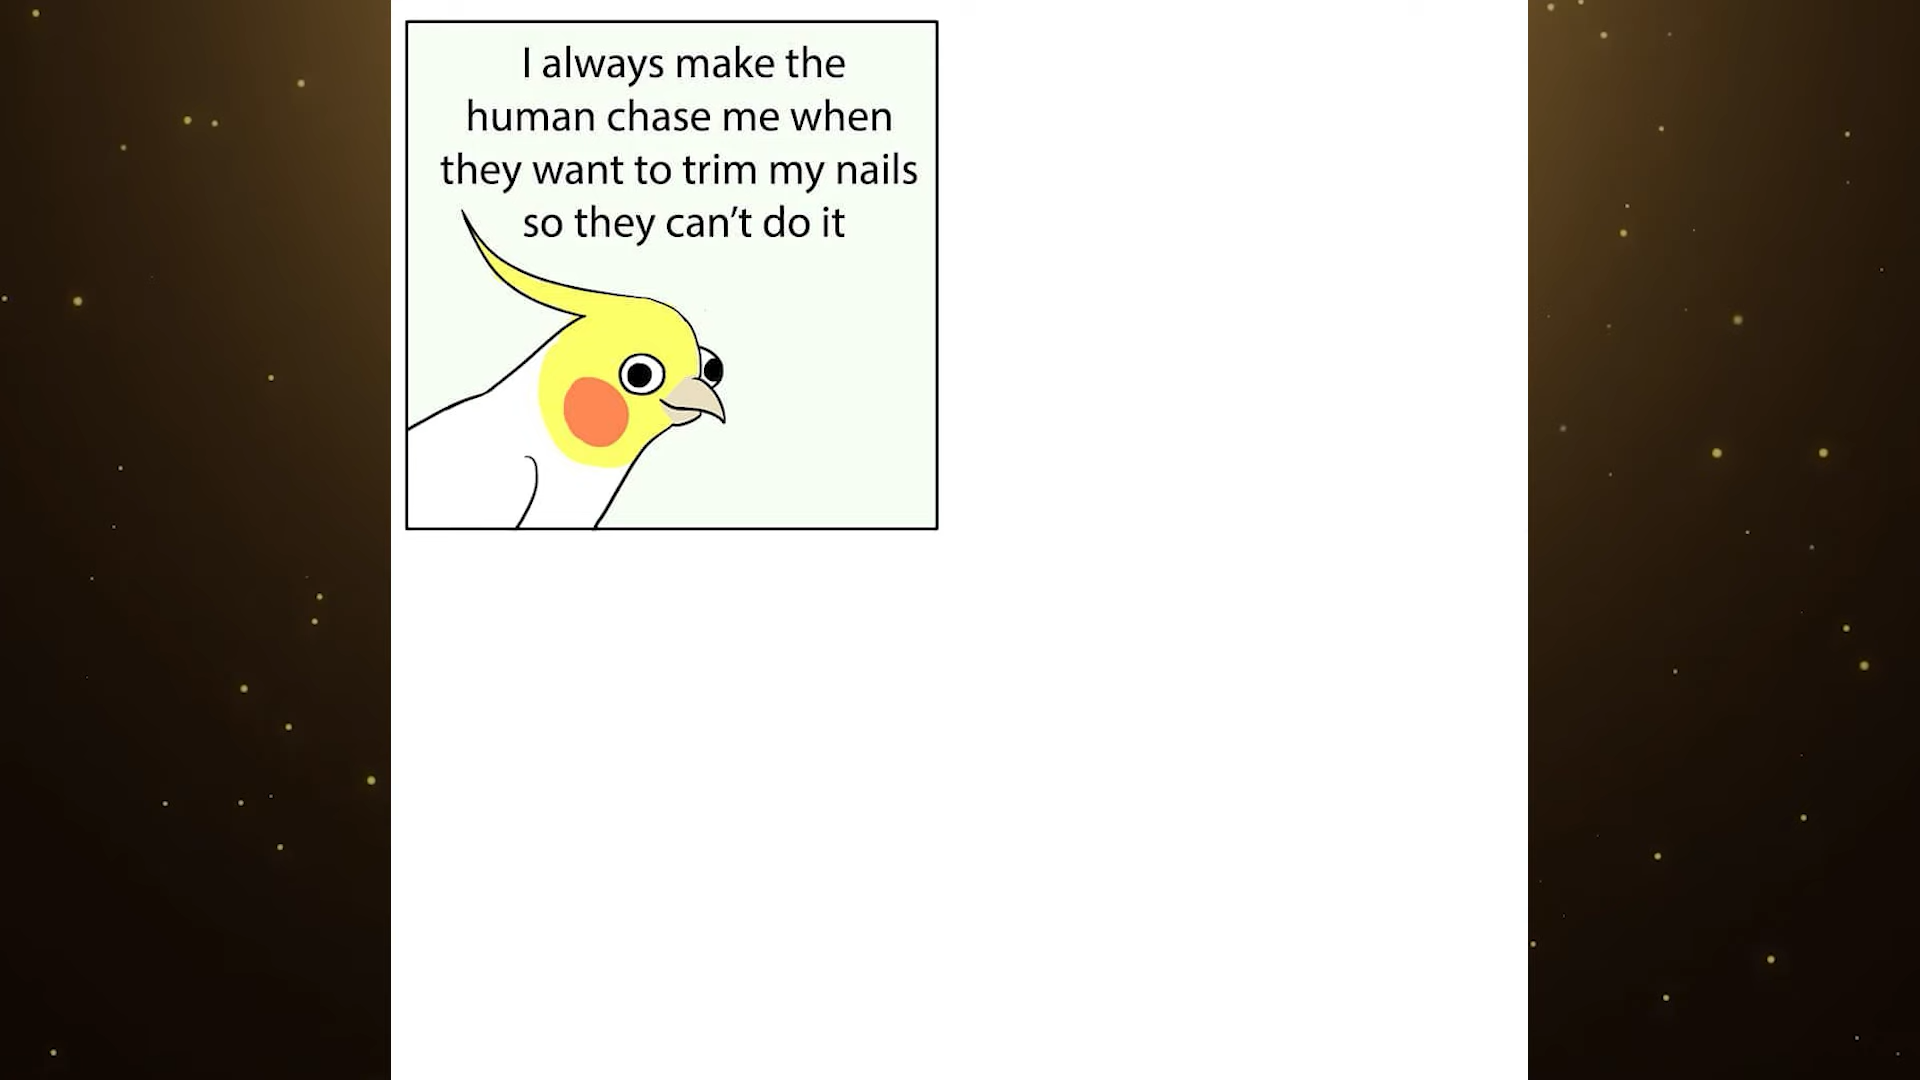 I always make the
human chase me when
they want to trim my nails
so they can’t do it